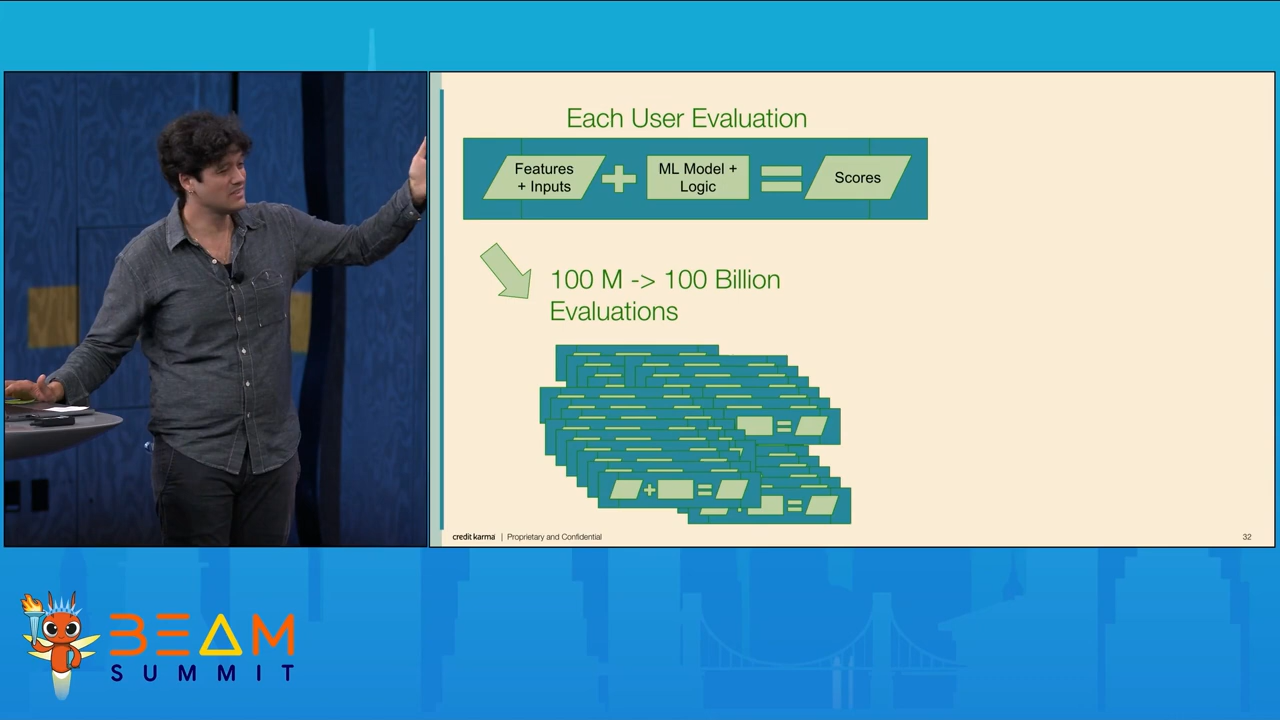 Each User Evaluation
Features
+ Inputs
+
ML Model +
Logic
=
Scores
100 M -> 100 Billion
Evaluations
=
+
=
=
credit karma | Proprietary and Confidential
32
BEAM
SUMMIT